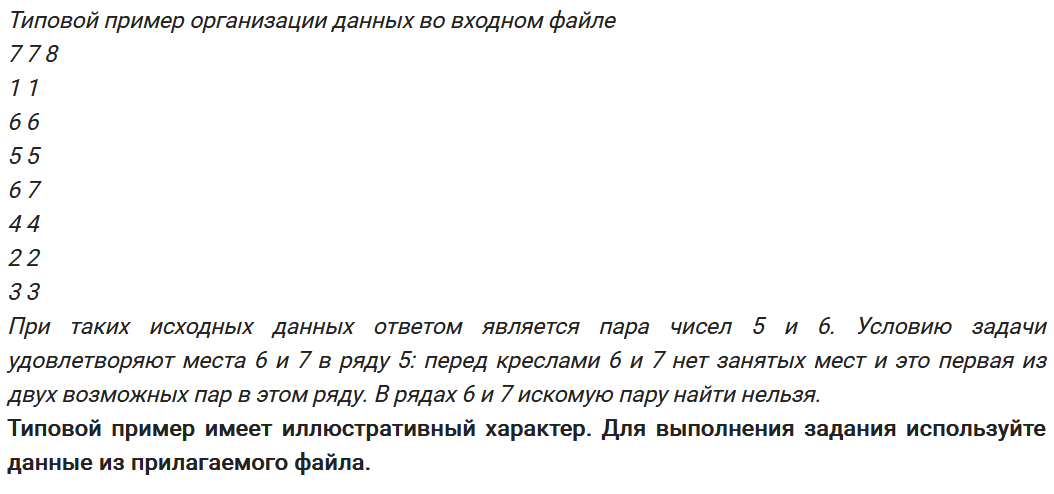 Типовой пример организации данных во входном файле
7 7 8
1 1
6 6
5 5
6 7
4 4
2 2
3 3
При таких исходных данных ответом является пара чисел 5 и 6. Условию задачи
удовлетворяют места 6 и 7 в ряду 5: перед креслами 6 и 7 нет занятых мест и это первая из
двух возможных пар в этом ряду. В рядах 6 и 7 искомую пару найти нельзя.
Типовой пример имеет иллюстративный характер. Для выполнения задания используйте
данные из прилагаемого файла.